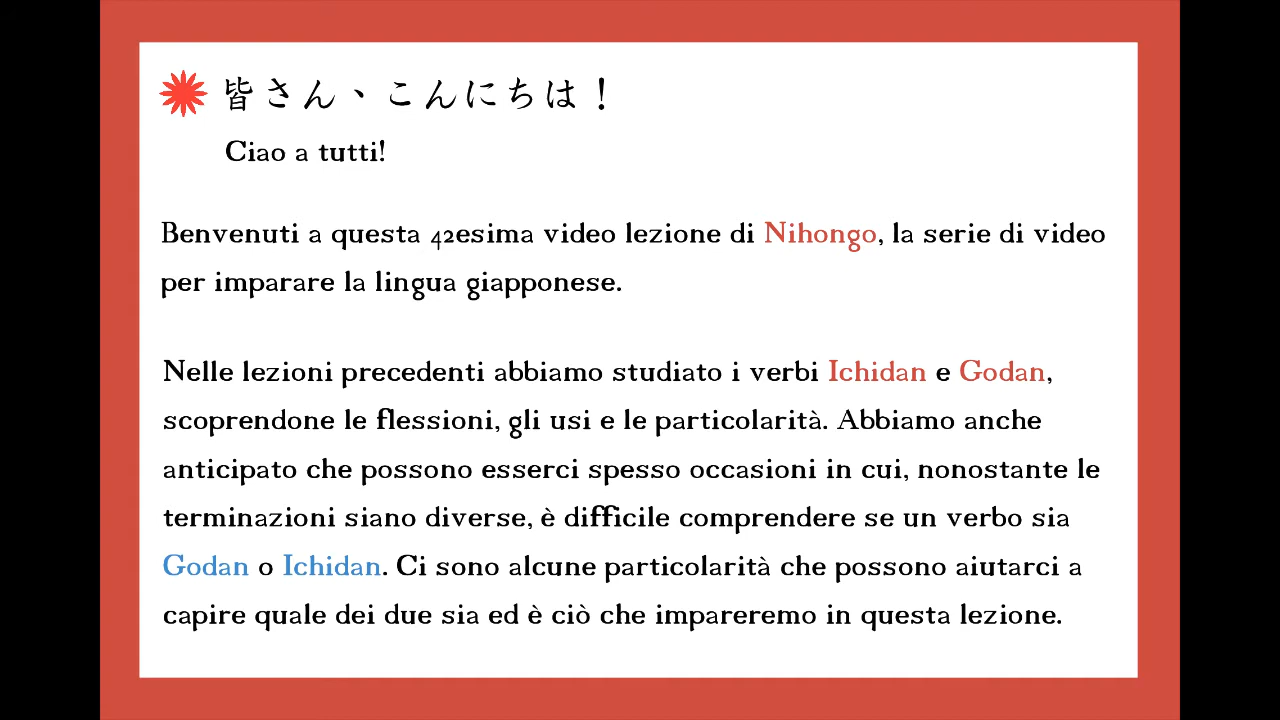 皆さん、こんにちは！
Ciao a tutti!
Benvenuti a questa 42esima video lezione di Nihongo, la serie di video
per imparare la lingua giapponese.
Nelle lezioni precedenti abbiamo studiato i verbi Ichidan e Godan,
scoprendone le flessioni, gli usi e le particolarità. Abbiamo anche
anticipato che possono esserci spesso occasioni in cui, nonostante le
terminazioni siano diverse, è difficile comprendere se un verbo sia
Godan o Ichidan. Ci sono alcune particolarità che possono aiutarci a
capire quale dei due sia ed è ciò che impareremo in questa lezione.